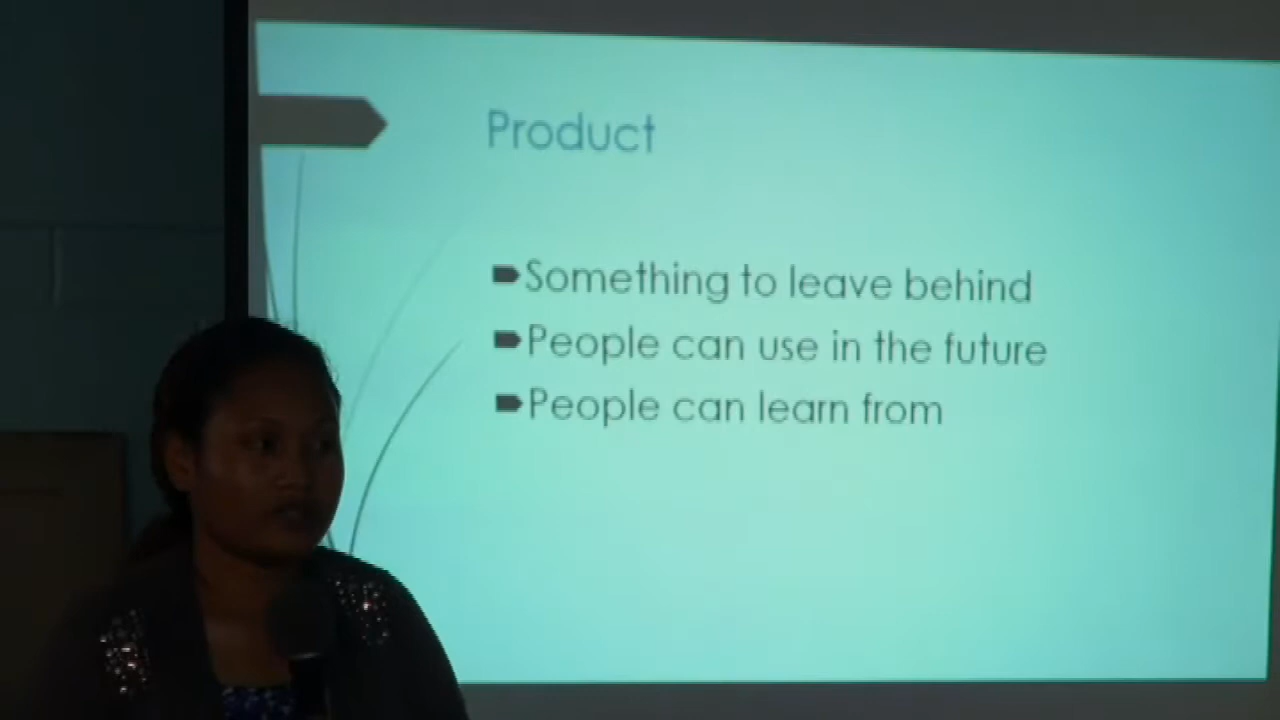 Product
Something to leave behind
People can use in the future
People can learn from